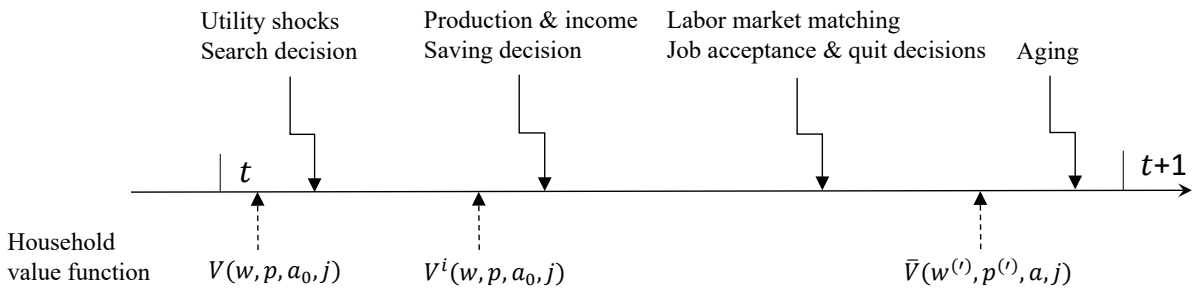 Utility shocks
Search decision
Production & income
Saving decision
Labor market matching
Job acceptance & quit decisions
Aging
t
t+1
Household
value function
V(w, p, a₀, j)
Vⁱ(w, p, a₀, j)
V̄(w⁽′⁾, p⁽′⁾, a, j)